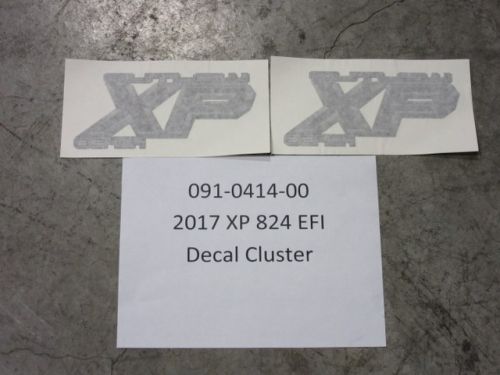 XP
XP
091-0414-00
2017 XP 824 EFI
Decal Cluster